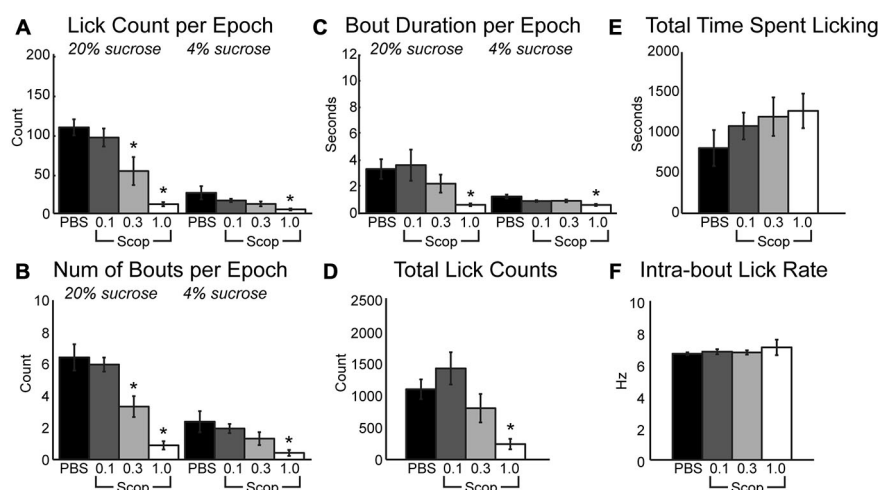 A Lick Count per Epoch
20% sucrose 4% sucrose
200
150
100
50
0
Count
PBS 0.1 0.3 1.0 PBS 0.1 0.3 1.0
* * *
Scop Scop
C Bout Duration per Epoch
20% sucrose 4% sucrose
12
10
8
6
4
2
0
Seconds
* *
PBS 0.1 0.3 1.0 PBS 0.1 0.3 1.0
Scop Scop
E Total Time Spent Licking
2000
1500
1000
500
0
Seconds
PBS 0.1 0.3 1.0
Scop
B Num of Bouts per Epoch
20% sucrose 4% sucrose
10
8
6
4
2
0
Count
* * *
PBS 0.1 0.3 1.0 PBS 0.1 0.3 1.0
Scop Scop
D Total Lick Counts
2500
2000
1500
1000
500
0
Count
*
PBS 0.1 0.3 1.0
Scop
F Intra-bout Lick Rate
10
8
6
4
2
0
Hz
PBS 0.1 0.3 1.0
Scop